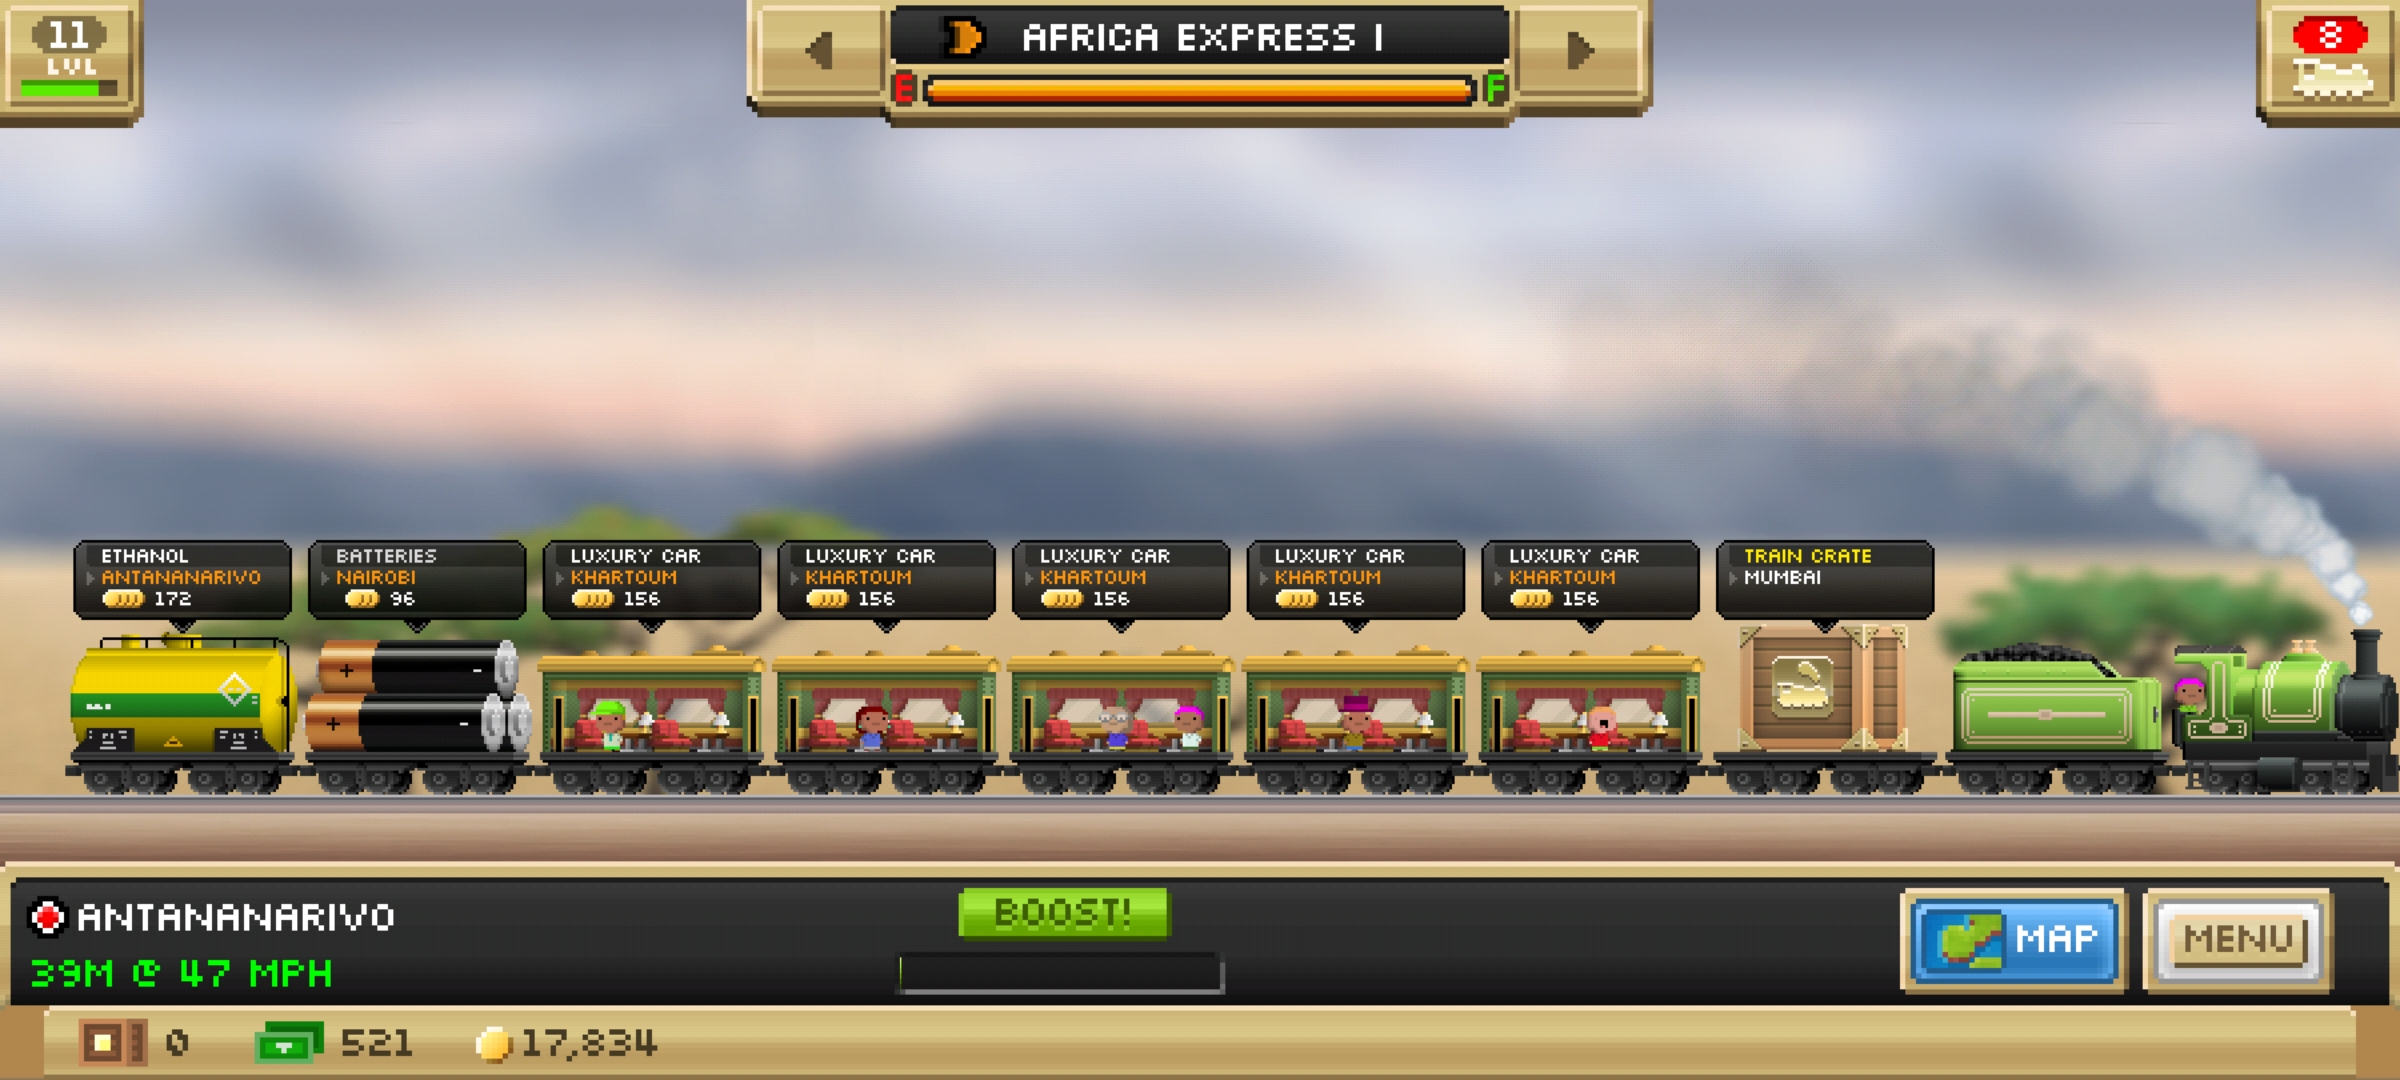 11
LVL
AFRICA EXPRESS I
E
F
8
ETHANOL
ANTANANARIVO
172
BATTERIES
NAIROBI
96
LUXURY CAR
KHARTOUM
156
LUXURY CAR
KHARTOUM
156
LUXURY CAR
KHARTOUM
156
LUXURY CAR
KHARTOUM
156
LUXURY CAR
KHARTOUM
156
TRAIN CRATE
MUMBAI
+ -
+ -
ANTANANARIVO
39M @ 47 MPH
BOOST!
MAP
MENU
0
521
17,834